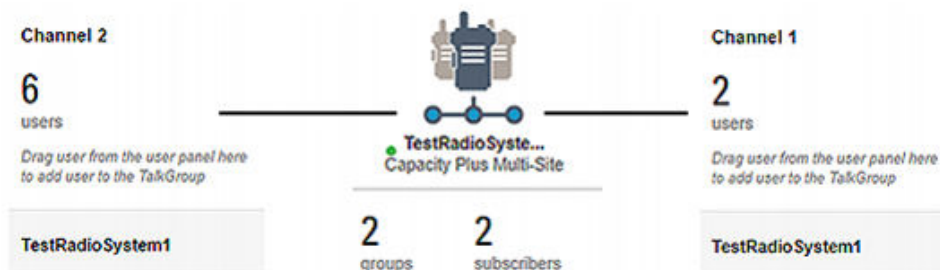 Channel 2
6
users
Drag user from the user panel here
to add user to the TalkGroup
TestRadioSystem1
TestRadioSyste...
Capacity Plus Multi-Site
2
groups
2
subscribers
Channel 1
2
users
Drag user from the user panel here
to add user to the TalkGroup
TestRadioSystem1